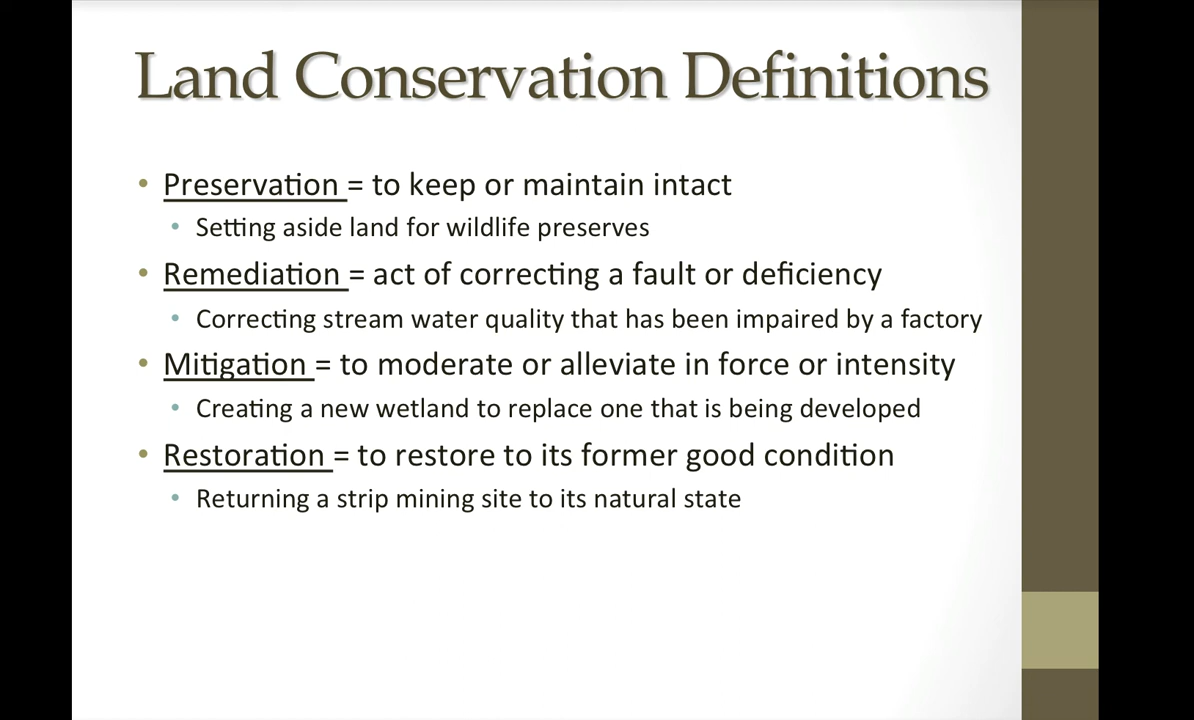 Land Conservation Definitions
• Preservation = to keep or maintain intact
• Setting aside land for wildlife preserves
• Remediation = act of correcting a fault or deficiency
• Correcting stream water quality that has been impaired by a factory
• Mitigation = to moderate or alleviate in force or intensity
• Creating a new wetland to replace one that is being developed
• Restoration = to restore to its former good condition
• Returning a strip mining site to its natural state